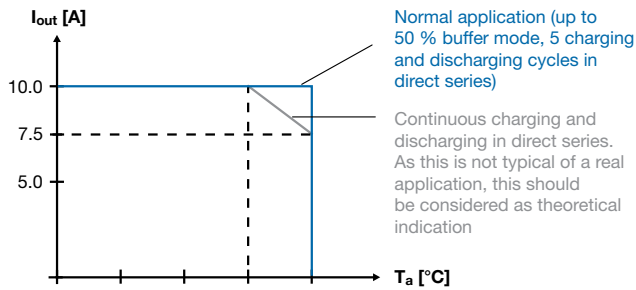 Iout [A]
Normal application (up to
50 % buffer mode, 5 charging
and discharging cycles in
direct series)
10.0
Continuous charging and
discharging in direct series.
As this is not typical of a real
application, this should
be considered as theoretical
indication
7.5
5.0
Ta [°C]